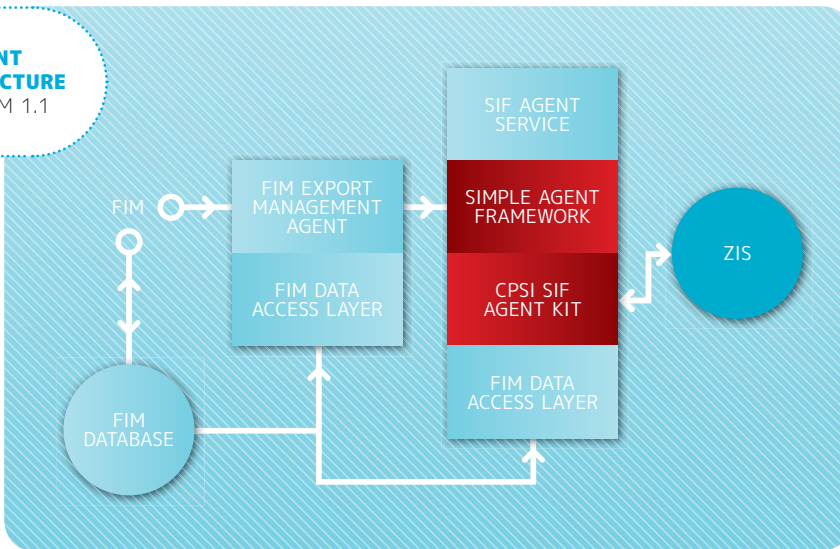 NT
CTURE
M 1.1
SIF AGENT
SERVICE
FIM
FIM EXPORT
MANAGEMENT
AGENT
SIMPLE AGENT
FRAMEWORK
ZIS
FIM DATA
ACCESS LAYER
CPSI SIF
AGENT KIT
FIM DATA
ACCESS LAYER
FIM
DATABASE